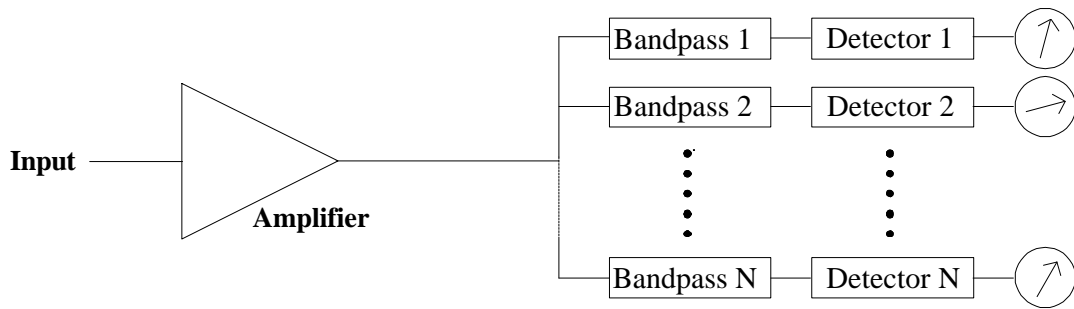 Bandpass 1
Detector 1
Bandpass 2
Detector 2
Input
Amplifier
Bandpass N
Detector N